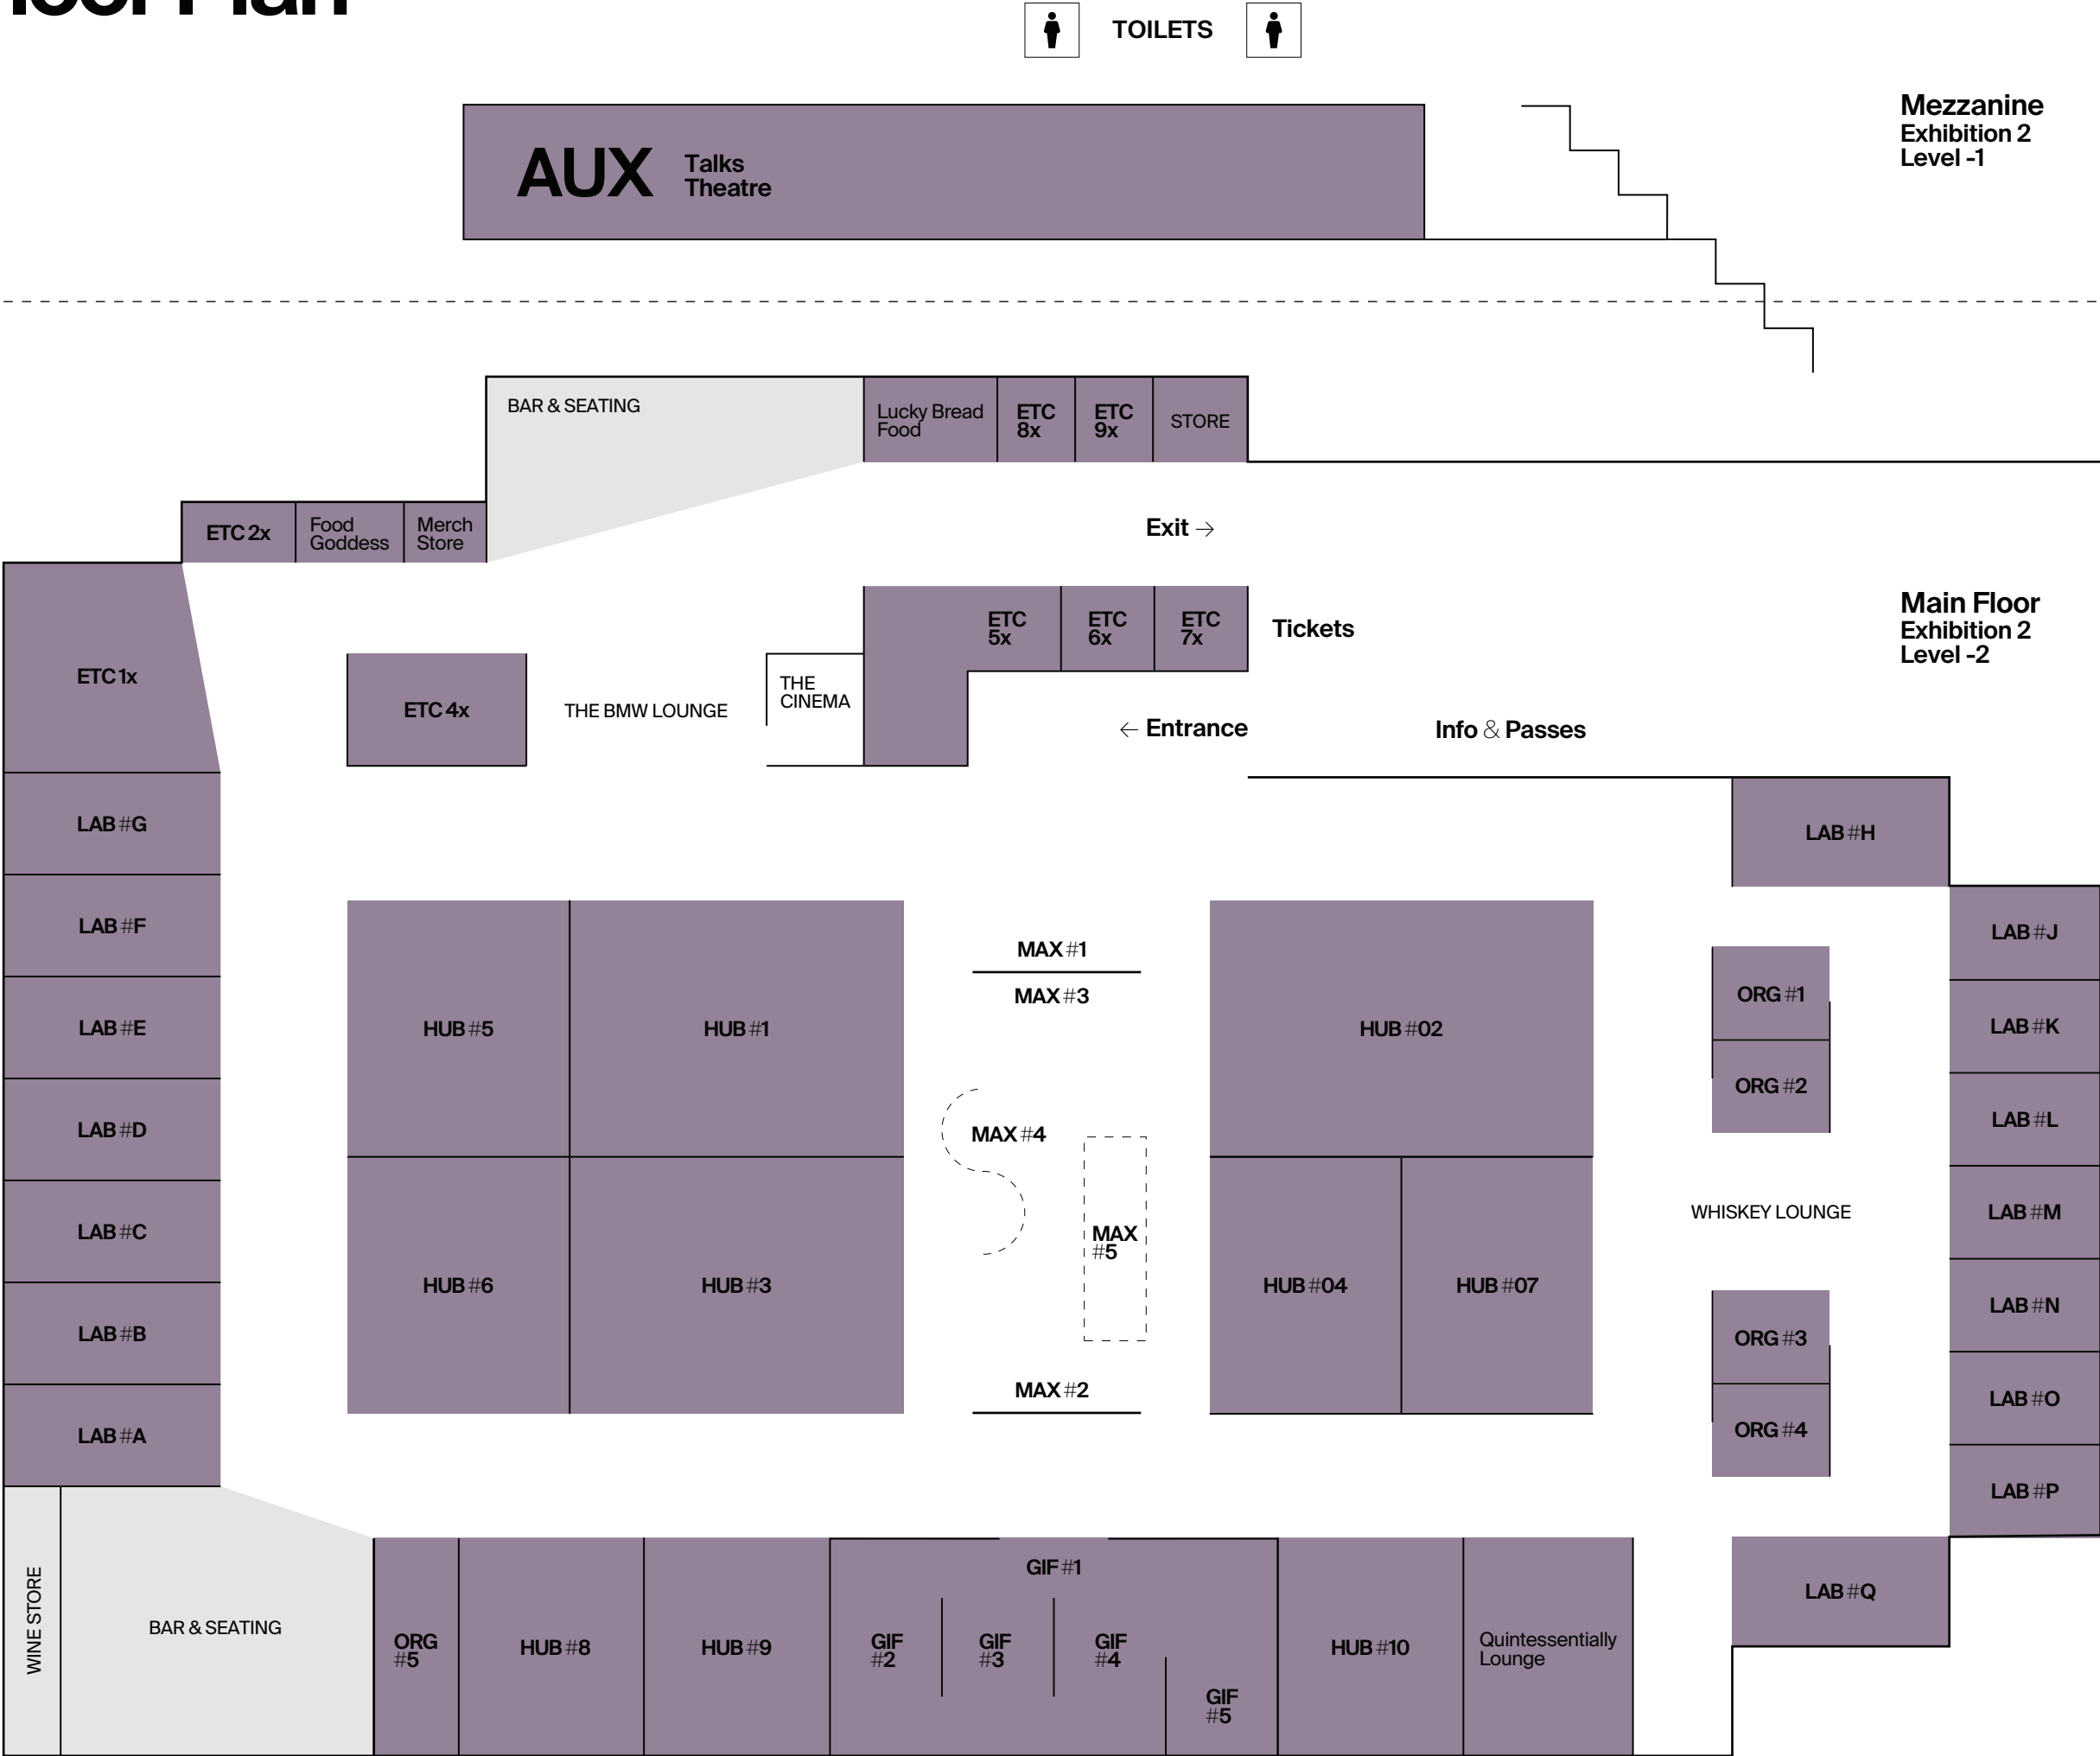 TOILETS
AUX
Talks
Theatre
Mezzanine
Exhibition 2
Level -1
BAR & SEATING
Lucky Bread
Food
ETC
8x
ETC
9x
STORE
ETC 2x
Food
Goddess
Merch
Store
Exit →
ETC 1x
ETC 4x
THE BMW LOUNGE
THE
CINEMA
ETC
5x
ETC
6x
ETC
7x
Tickets
Main Floor
Exhibition 2
Level -2
← Entrance
Info & Passes
LAB #G
LAB #F
LAB #E
LAB #D
LAB #C
LAB #B
LAB #A
HUB #5
HUB #1
HUB #6
HUB #3
MAX #1
MAX #3
MAX #4
MAX
#5
MAX #2
HUB #02
HUB #04
HUB #07
LAB #H
ORG #1
ORG #2
WHISKEY LOUNGE
ORG #3
ORG #4
LAB #J
LAB #K
LAB #L
LAB #M
LAB #N
LAB #O
LAB #P
LAB #Q
WINE STORE
BAR & SEATING
ORG
#5
HUB #8
HUB #9
GIF #1
GIF
#2
GIF
#3
GIF
#4
GIF
#5
HUB #10
Quintessentially
Lounge